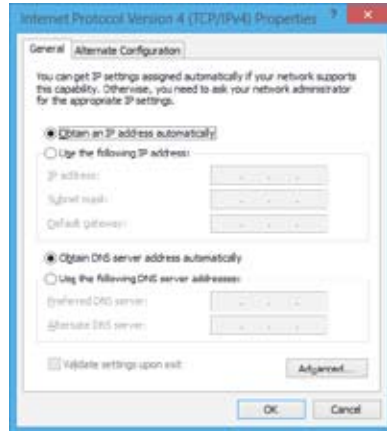 Internet Protocol Version 4 (TCP/IPv4) Properties ? ×
General Alternate Configuration
You can get IP settings assigned automatically if your network supports
this capability. Otherwise, you need to ask your network administrator
for the appropriate IP settings.
Obtain an IP address automatically
Use the following IP address:
IP address:
Subnet mask:
Default gateway:
Obtain DNS server address automatically
Use the following DNS server addresses:
Preferred DNS server:
Alternate DNS server:
Validate settings upon exit
Advanced...
OK Cancel